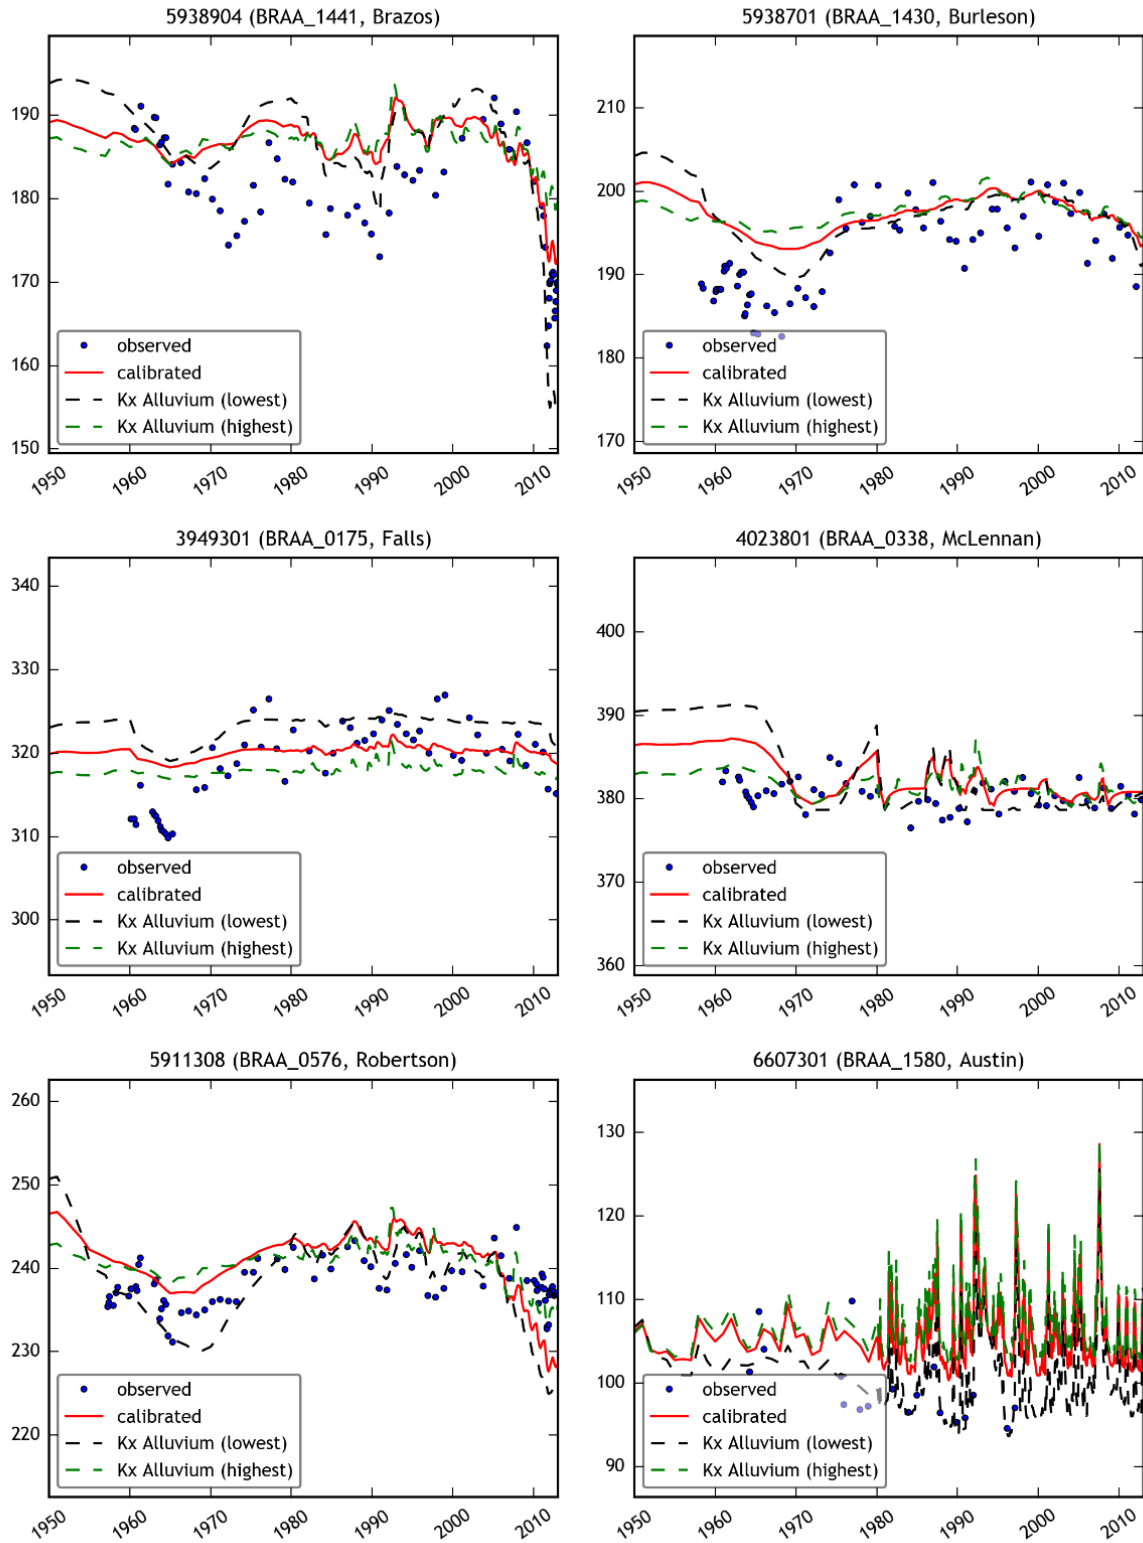 5938904 (BRAA_1441, Brazos)
190
180
170
160
150
observed
calibrated
Kx Alluvium (lowest)
Kx Alluvium (highest)
1950 1960 1970 1980 1990 2000 2010
5938701 (BRAA_1430, Burleson)
210
200
190
180
170
observed
calibrated
Kx Alluvium (lowest)
Kx Alluvium (highest)
1950 1960 1970 1980 1990 2000 2010
3949301 (BRAA_0175, Falls)
340
330
320
310
300
observed
calibrated
Kx Alluvium (lowest)
Kx Alluvium (highest)
1950 1960 1970 1980 1990 2000 2010
4023801 (BRAA_0338, McLennan)
400
390
380
370
360
observed
calibrated
Kx Alluvium (lowest)
Kx Alluvium (highest)
1950 1960 1970 1980 1990 2000 2010
5911308 (BRAA_0576, Robertson)
260
250
240
230
220
observed
calibrated
Kx Alluvium (lowest)
Kx Alluvium (highest)
1950 1960 1970 1980 1990 2000 2010
6607301 (BRAA_1580, Austin)
130
120
110
100
90
observed
calibrated
Kx Alluvium (lowest)
Kx Alluvium (highest)
1950 1960 1970 1980 1990 2000 2010